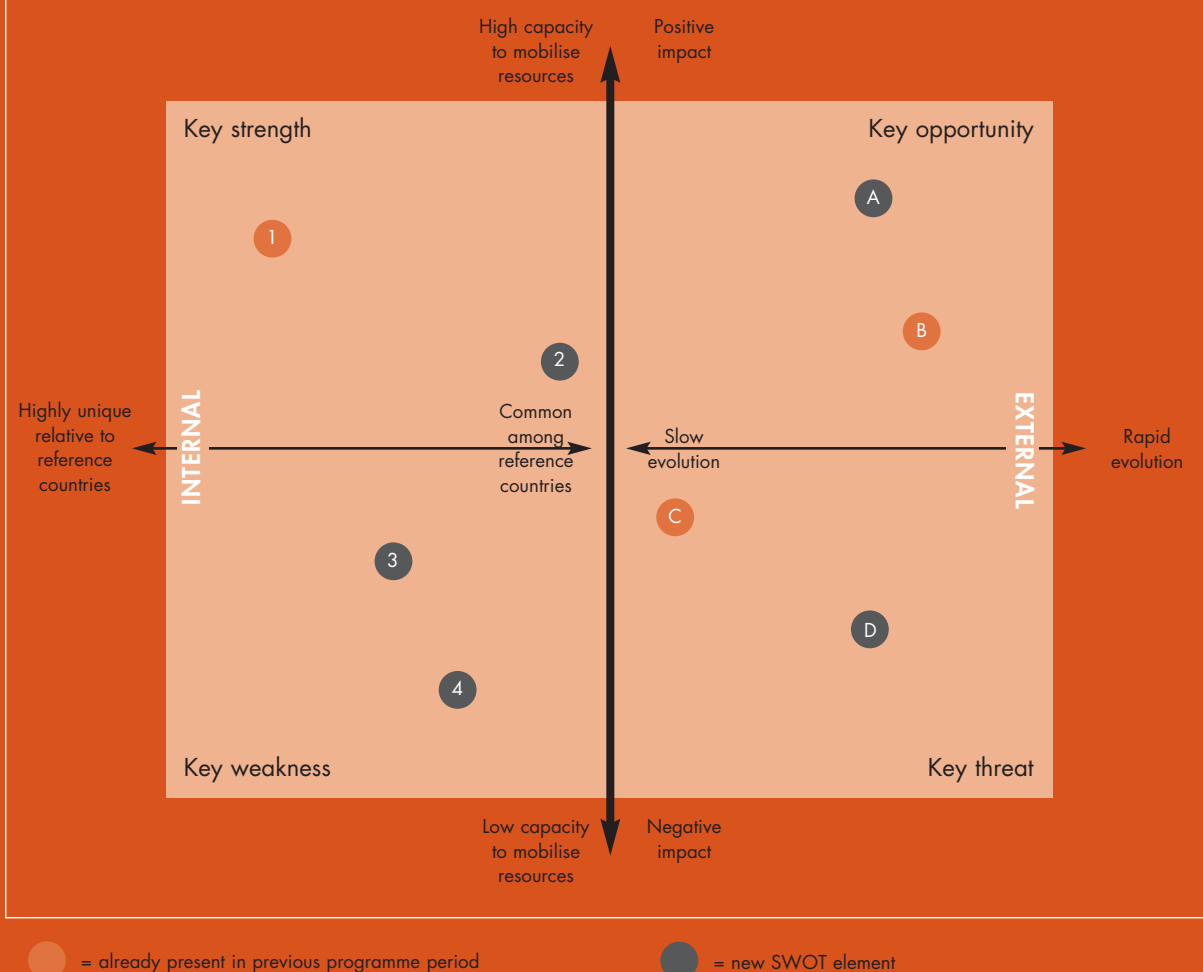 High capacity
to mobilise
resources
Positive
impact
Key strength
Key opportunity
A
1
B
2
Highly unique
relative to
reference
countries
INTERNAL
Common
among
reference
countries
Slow
evolution
EXTERNAL
Rapid
evolution
C
3
D
4
Key weakness
Key threat
Low capacity
to mobilise
resources
Negative
impact
= already present in previous programme period
= new SWOT element